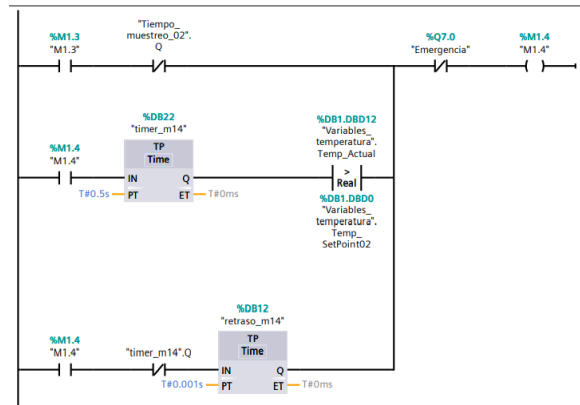 "Tiempo_
muestreo_02".
Q
%M1.3
"M1.3"
%Q7.0
"Emergencia"
%M1.4
"M1.4"
%DB22
"timer_m14"
TP
Time
%M1.4
"M1.4"
IN
Q
T#0.5s
PT
ET
T#0ms
%DB1.DBD12
"Variables_
temperatura".
Temp_Actual
>
Real
%DB1.DBD0
"Variables_
temperatura".
Temp_
SetPoint02
%DB12
"retraso_m14"
TP
Time
%M1.4
"M1.4"
"timer_m14".Q
IN
Q
T#0.001s
PT
ET
T#0ms